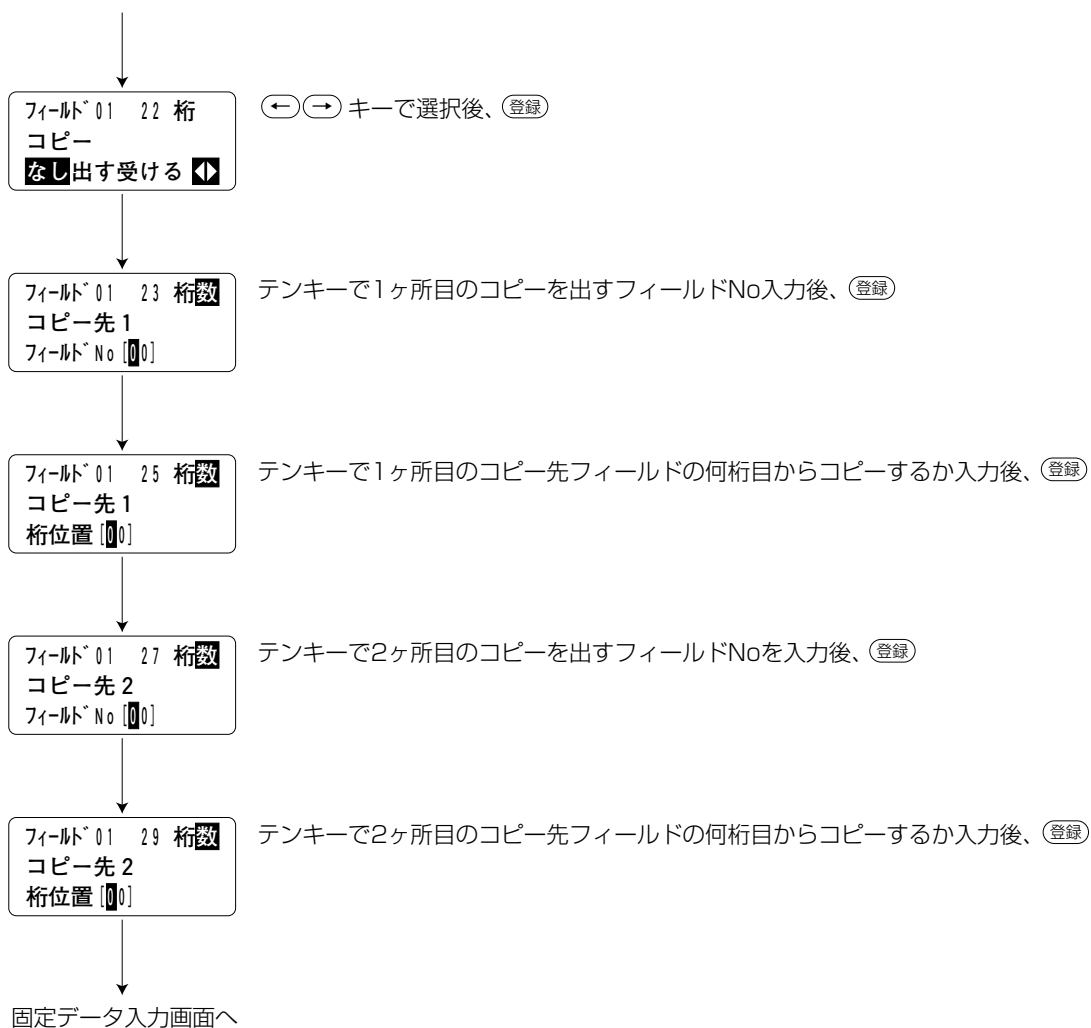 フィールド01 22 桁
コピー
なし出す受ける ◀▶
←→ キーで選択後、登録
フィールド01 23 桁数
コピー先1
フィールドNo [00]
テンキーで1ヶ所目のコピーを出すフィールドNo入力後、登録
フィールド01 25 桁数
コピー先1
桁位置 [00]
テンキーで1ヶ所目のコピー先フィールドの何桁目からコピーするか入力後、登録
フィールド01 27 桁数
コピー先2
フィールドNo [00]
テンキーで2ヶ所目のコピーを出すフィールドNoを入力後、登録
フィールド01 29 桁数
コピー先2
桁位置 [00]
テンキーで2ヶ所目のコピー先フィールドの何桁目からコピーするか入力後、登録
固定データ入力画面へ